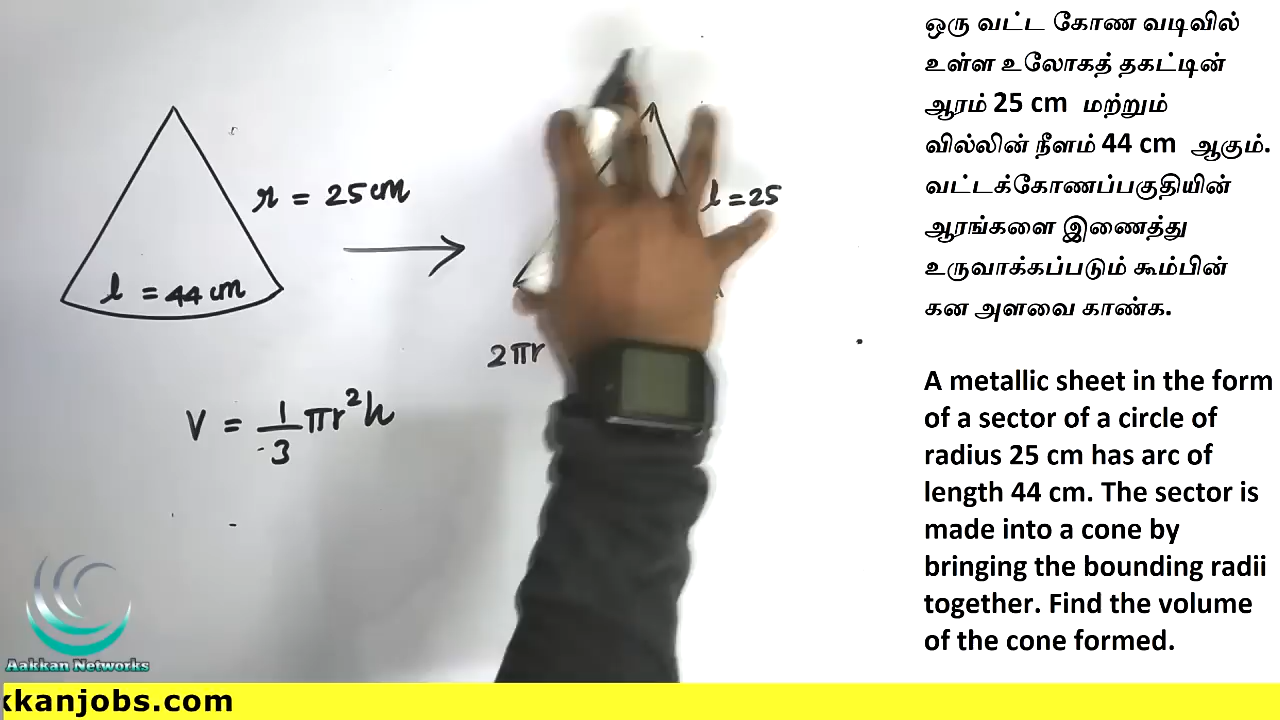 r = 25cm
l = 44 cm
l = 25
2πr
V = 1/3 πr²h
ஒரு வட்ட கோண வடிவில்
உள்ள உலோகத் தகட்டின்
ஆரம் 25 cm மற்றும்
வில்லின் நீளம் 44 cm ஆகும்.
வட்டக்கோணப்பகுதியின்
ஆரங்களை இணைத்து
உருவாக்கப்படும் கூம்பின்
கன அளவை காண்க.
A metallic sheet in the form
of a sector of a circle of
radius 25 cm has arc of
length 44 cm. The sector is
made into a cone by
bringing the bounding radii
together. Find the volume
of the cone formed.
Aakkan Networks
kkanjobs.com